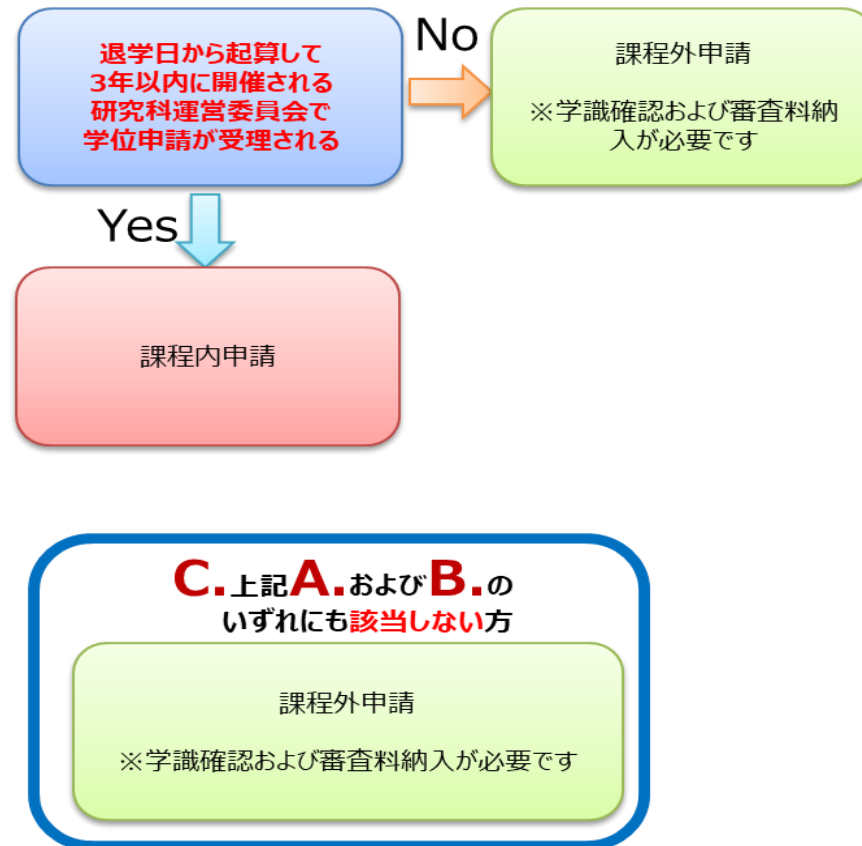 退学日から起算して
3年以内に開催される
研究科運営委員会で
学位申請が受理される
No
課程外申請
※学識確認および審査料納
入が必要です
Yes
課程内申請
C.上記A.およびB.の
いずれにも該当しない方
課程外申請
※学識確認および審査料納入が必要です